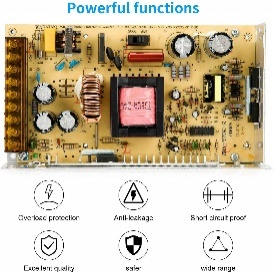 Powerful functions
Overload protection
Anti-leakage
Short circuit proof
Excellent quality
safer
wide range